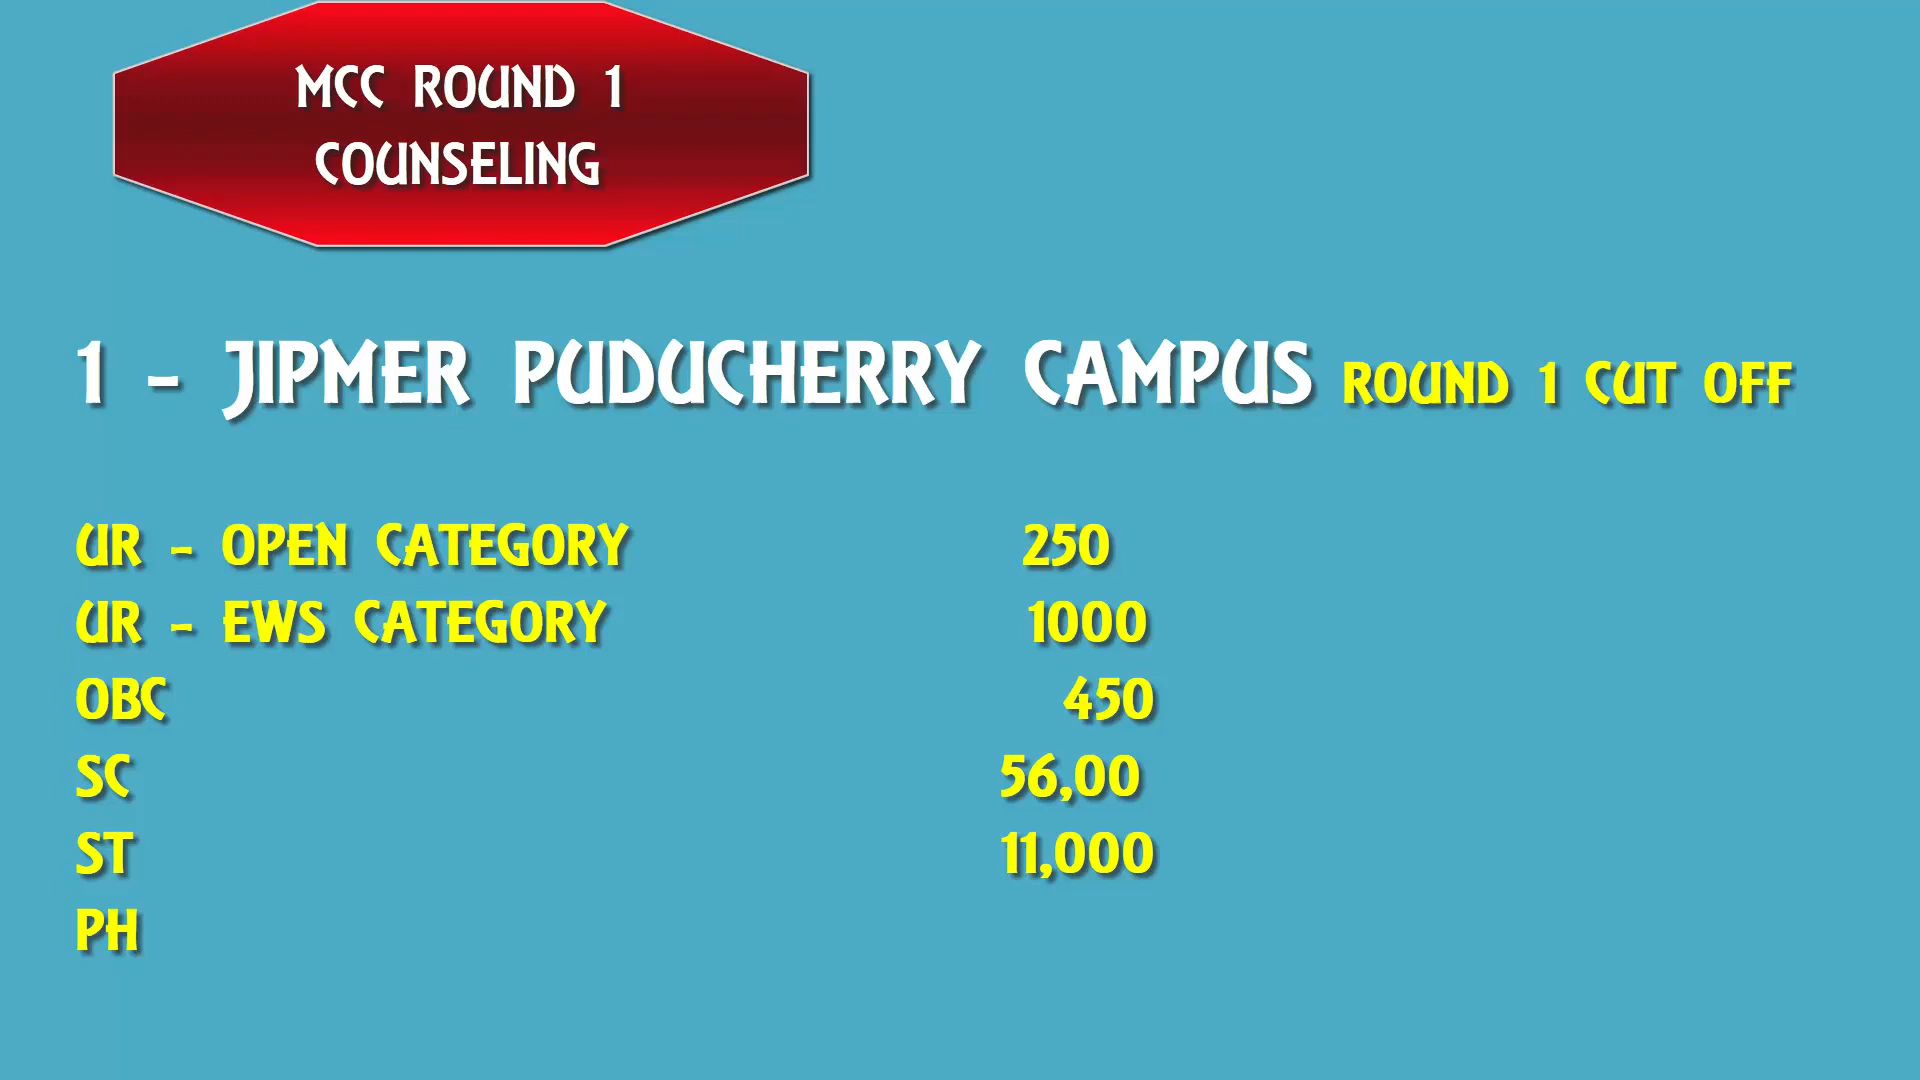 MCC ROUND 1
COUNSELING
1 - JIPMER PUDUCHERRY CAMPUS ROUND 1 CUT OFF
UR - OPEN CATEGORY 250
UR - EWS CATEGORY 1000
OBC 450
SC 56,00
ST 11,000
PH